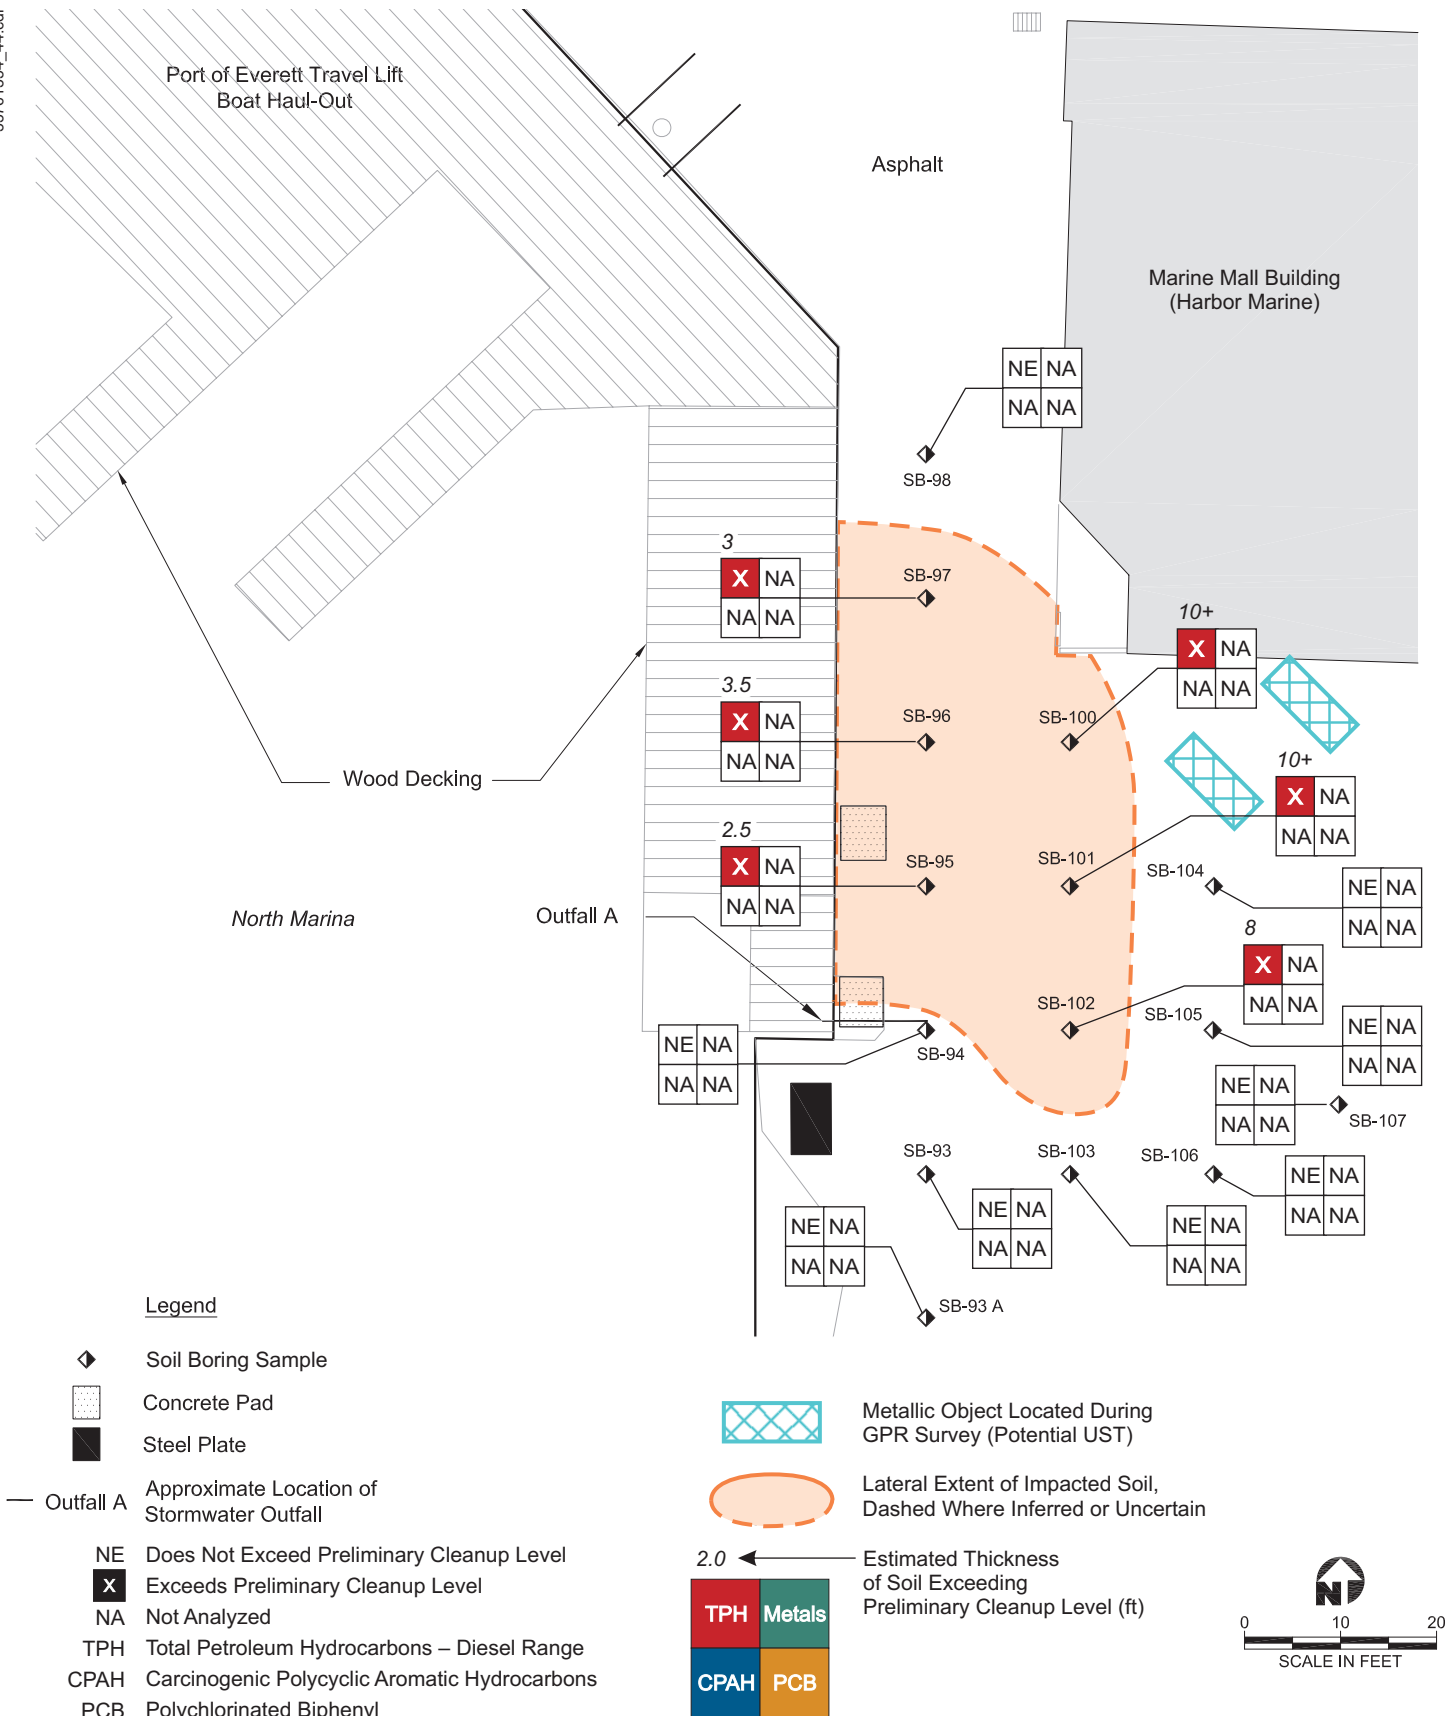 Port of Everett Travel Lift
Boat Haul-Out
Asphalt
Marine Mall Building
(Harbor Marine)
NE NA
NA NA
SB-98
3
X NA
NA NA
SB-97
10+
X NA
NA NA
3.5
X NA
NA NA
SB-96
SB-100
Wood Decking
10+
X NA
NA NA
2.5
X NA
NA NA
SB-95
SB-101
SB-104
NE NA
NA NA
North Marina
Outfall A
8
X NA
NA NA
SB-102
SB-105
NE NA
NA NA
NE NA
NA NA
SB-94
NE NA
NA NA
SB-107
SB-93
SB-103
SB-106
NE NA
NA NA
NE NA
NA NA
NE NA
NA NA
NE NA
NA NA
SB-93 A
Legend
Soil Boring Sample
Concrete Pad
Steel Plate
Outfall A Approximate Location of
Stormwater Outfall
NE Does Not Exceed Preliminary Cleanup Level
X Exceeds Preliminary Cleanup Level
NA Not Analyzed
TPH Total Petroleum Hydrocarbons – Diesel Range
CPAH Carcinogenic Polycyclic Aromatic Hydrocarbons
PCB Polychlorinated Biphenyl
Metallic Object Located During
GPR Survey (Potential UST)
Lateral Extent of Impacted Soil,
Dashed Where Inferred or Uncertain
2.0 Estimated Thickness
of Soil Exceeding
Preliminary Cleanup Level (ft)
TPH Metals
CPAH PCB
N
0 10 20
SCALE IN FEET